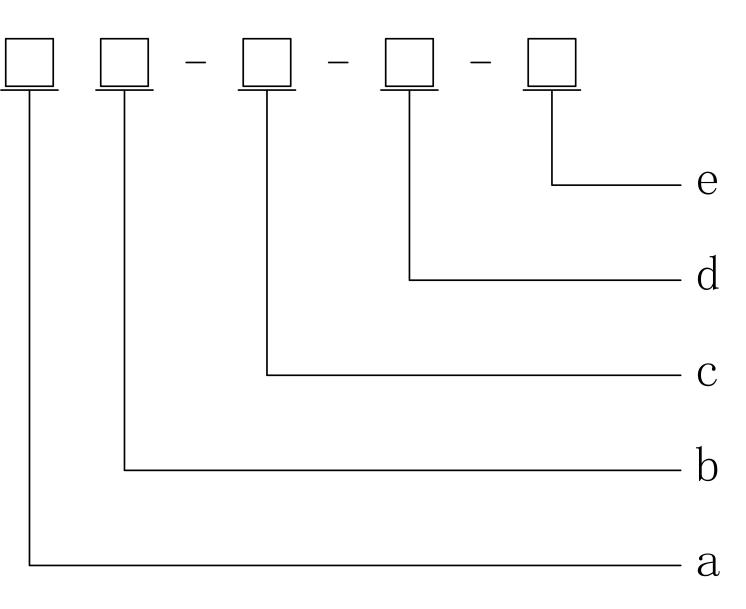 □ □ - □ - □ - □
e
d
c
b
a